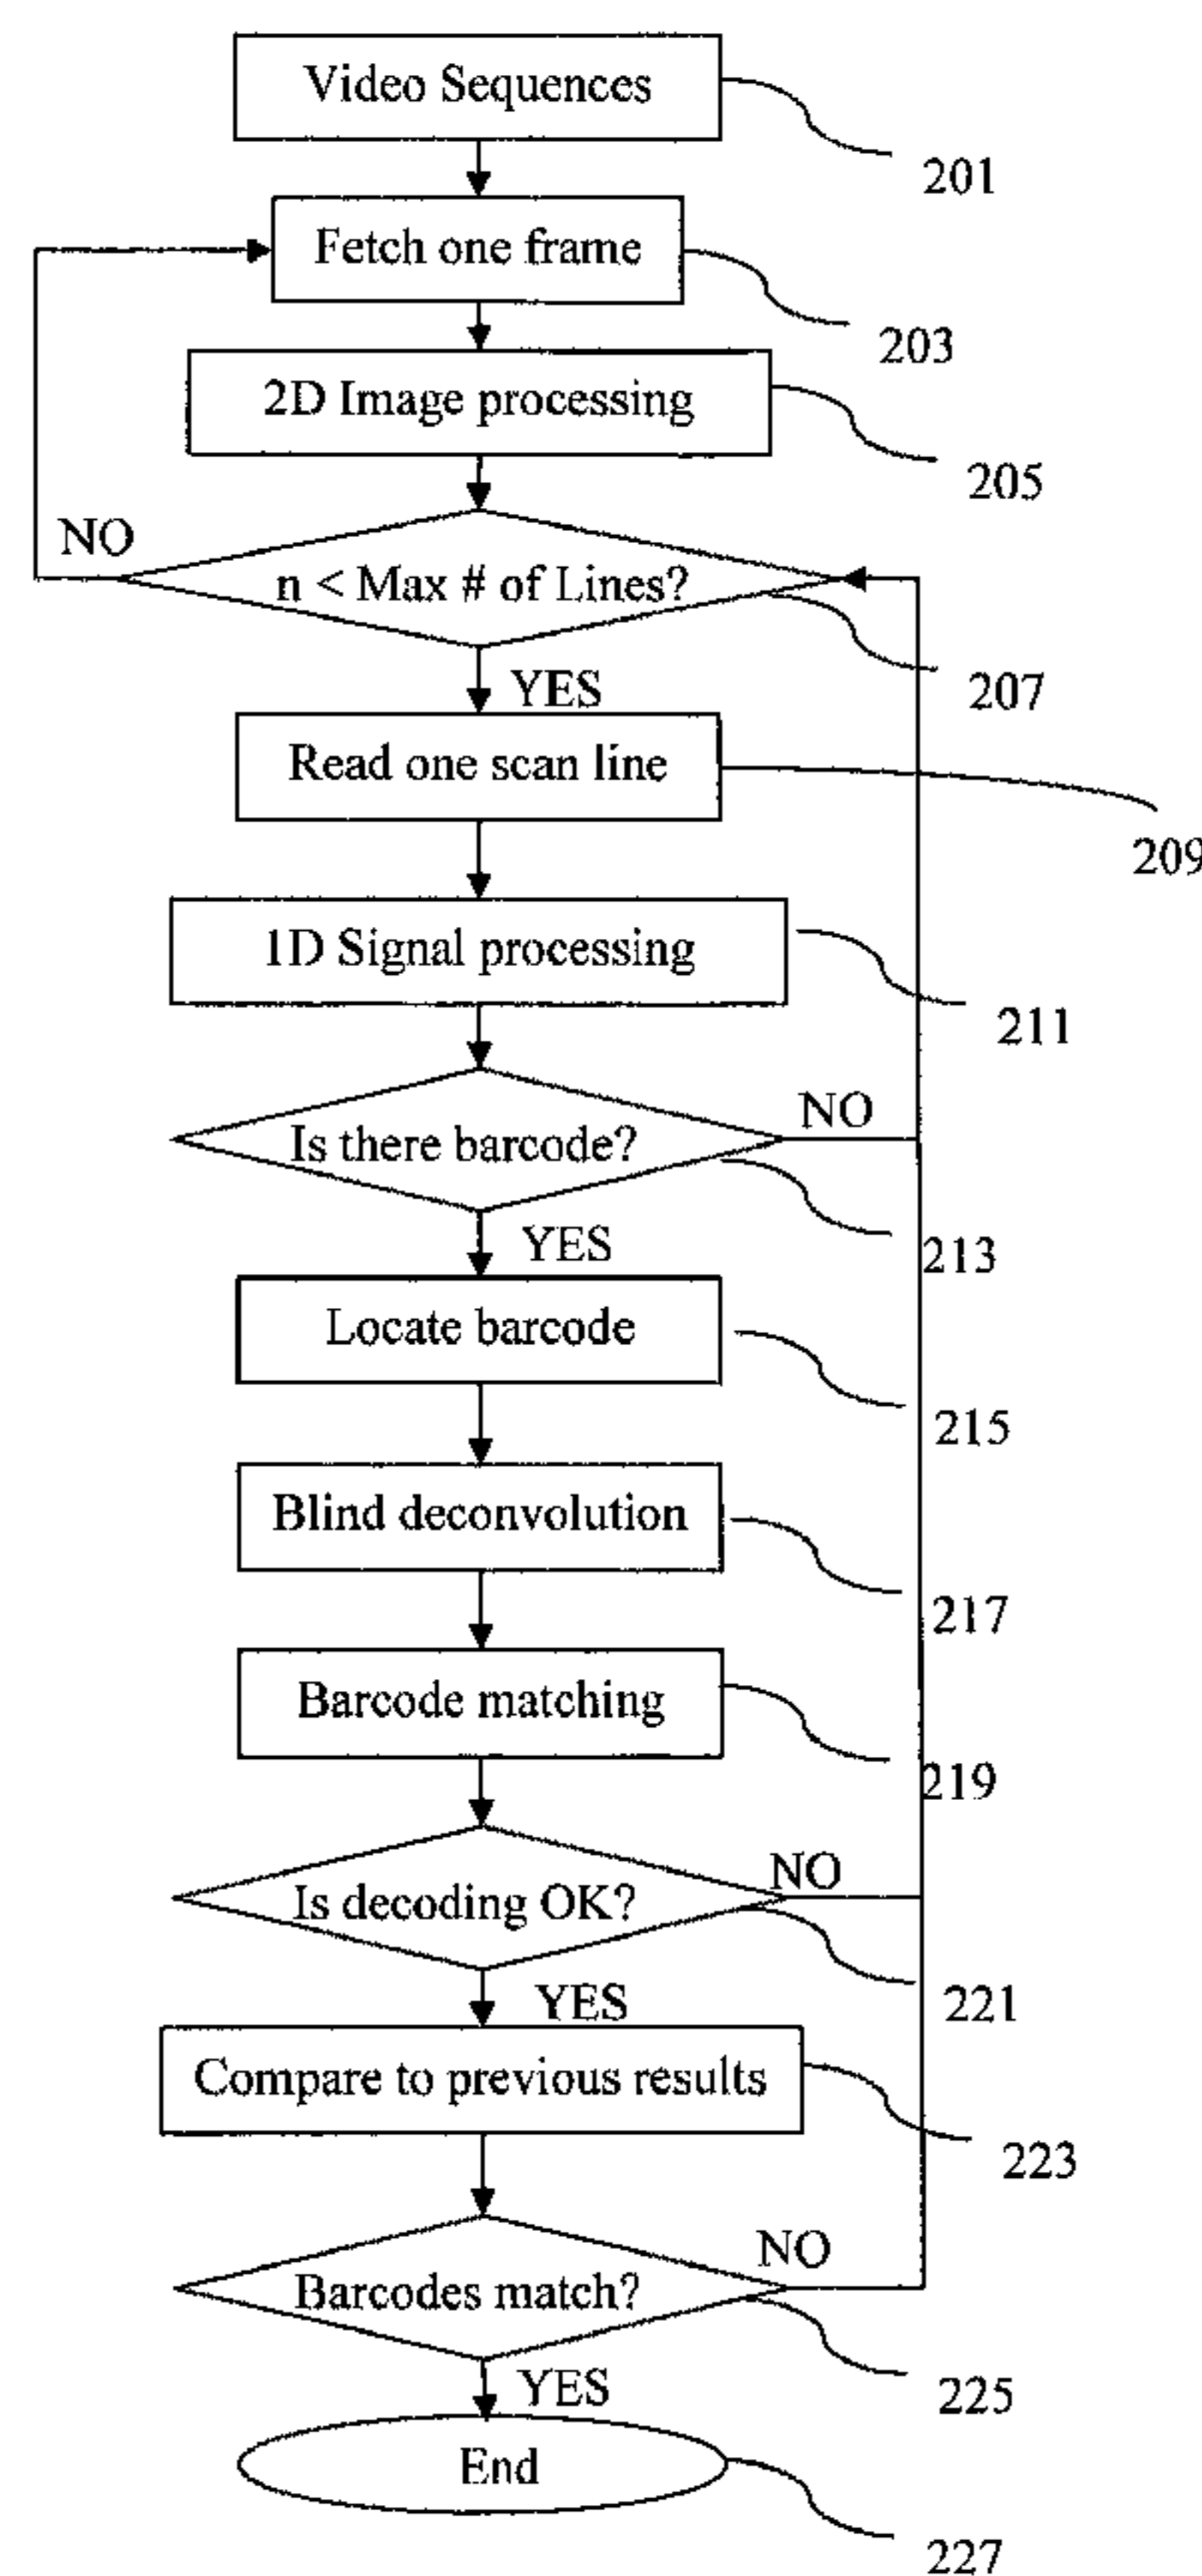 Video Sequences
201
Fetch one frame
203
2D Image processing
205
NO
n < Max # of Lines?
207
YES
Read one scan line
209
1D Signal processing
211
NO
Is there barcode?
213
YES
Locate barcode
215
Blind deconvolution
217
Barcode matching
219
NO
Is decoding OK?
221
YES
Compare to previous results
223
NO
Barcodes match?
225
YES
End
227